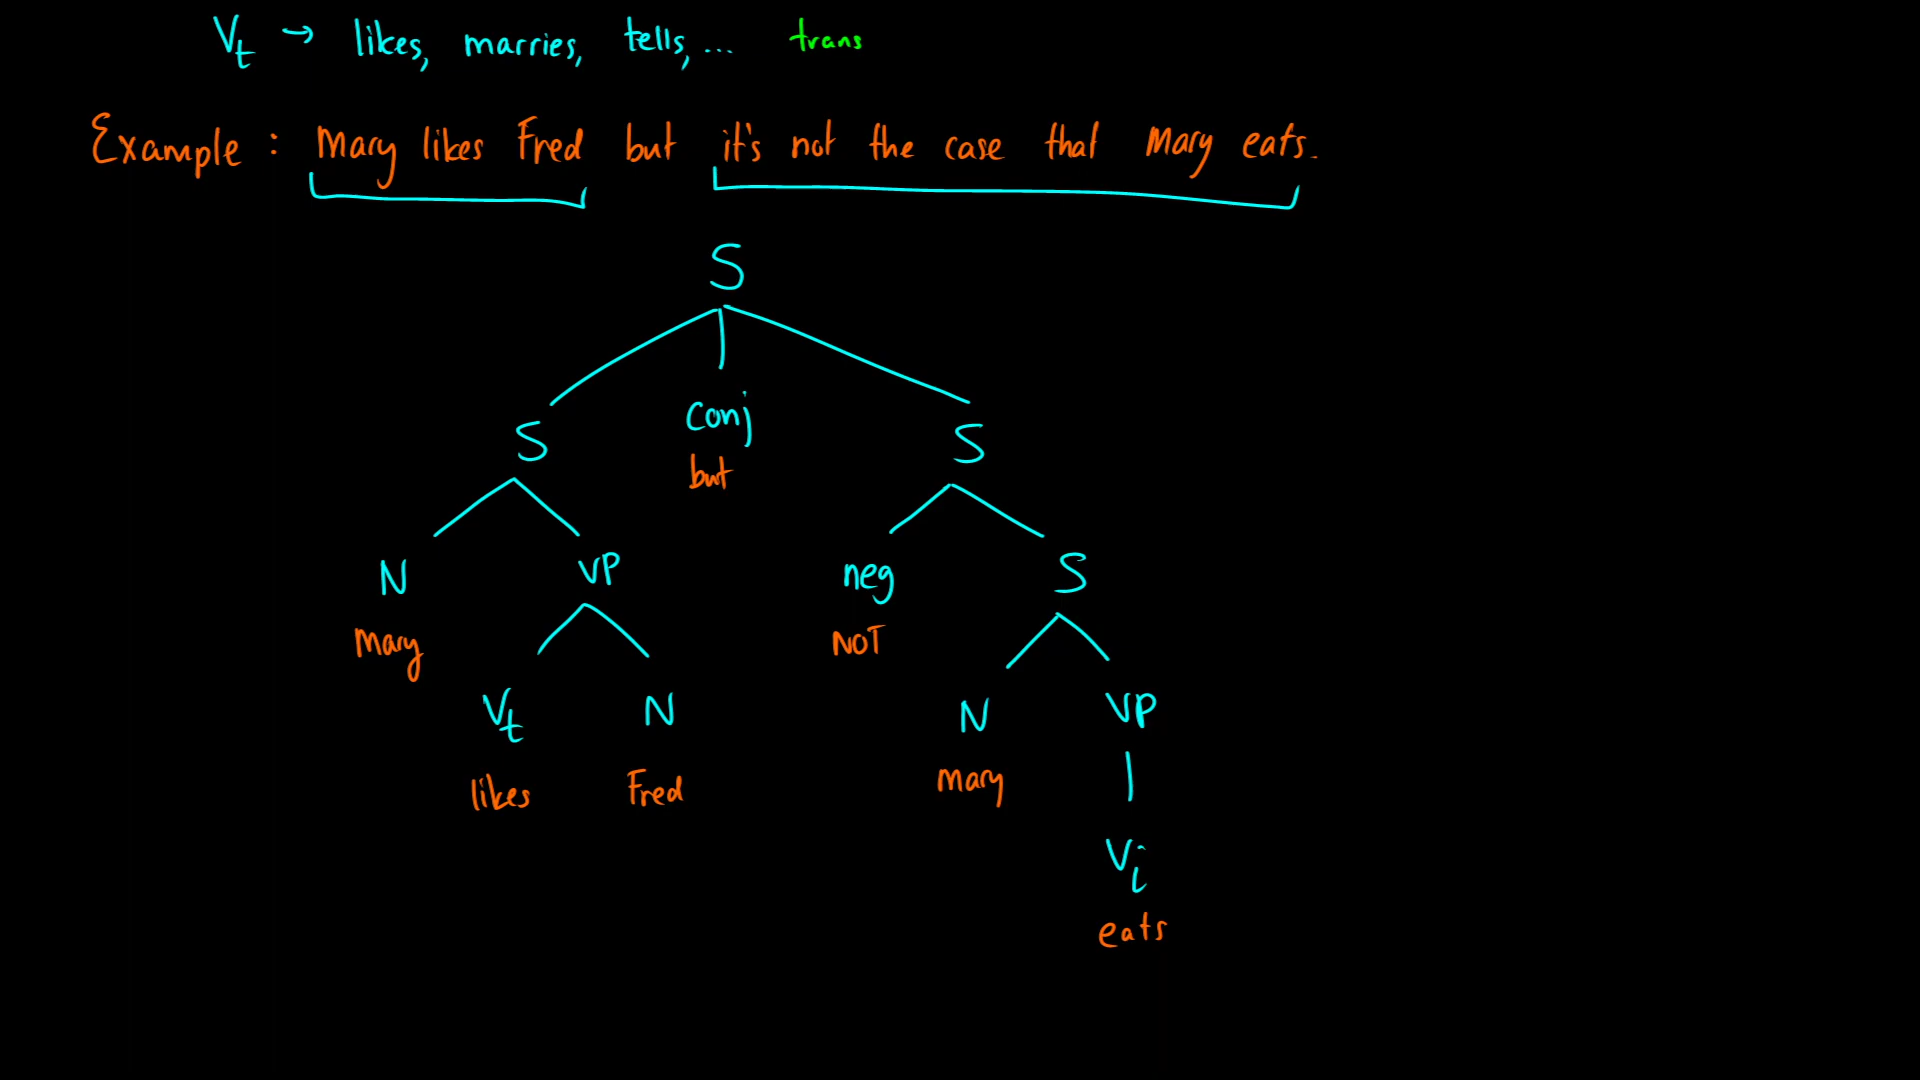 Vt → likes, marries, tells, ... trans
Example : Mary likes Fred but it's not the case that Mary eats.
S
S Conj S
but
N VP neg S
Mary NOT
Vt N N VP
likes Fred Mary
Vi
eats